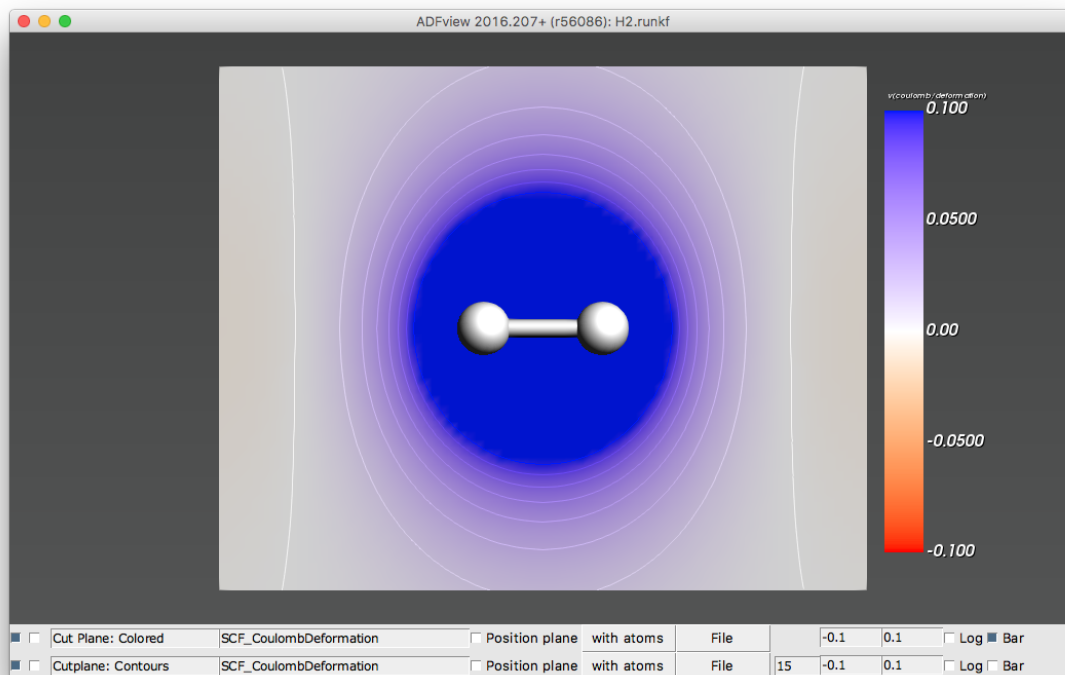 ADFview 2016.207+ (r56086): H2.runkf
v(coulomb/deformation)
0.100
0.0500
0.00
-0.0500
-0.100
Cut Plane: Colored SCF_CoulombDeformation Position plane with atoms File -0.1 0.1 Log Bar
Cutplane: Contours SCF_CoulombDeformation Position plane with atoms File 15 -0.1 0.1 Log Bar